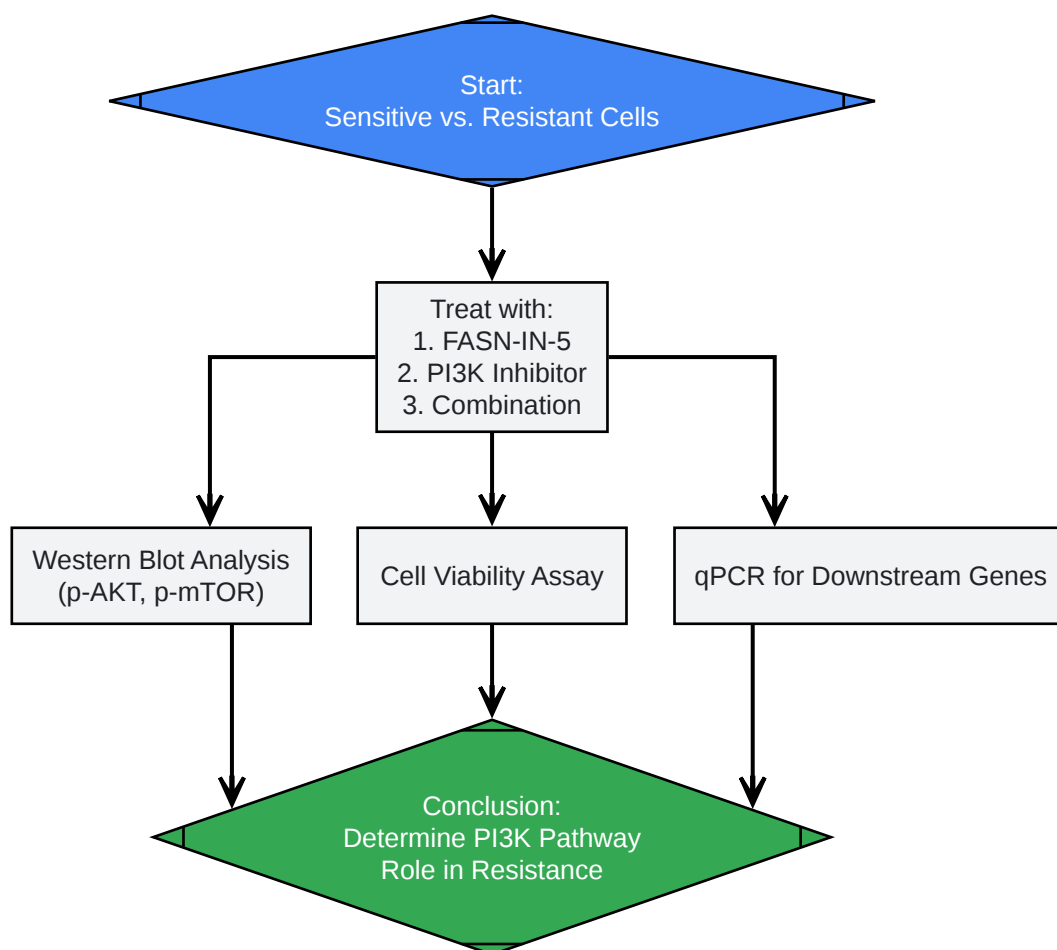 Start:
Sensitive vs. Resistant Cells
Treat with:
1. FASN-IN-5
2. PI3K Inhibitor
3. Combination
Western Blot Analysis
(p-AKT, p-mTOR)
Cell Viability Assay
qPCR for Downstream Genes
Conclusion:
Determine PI3K Pathway
Role in Resistance